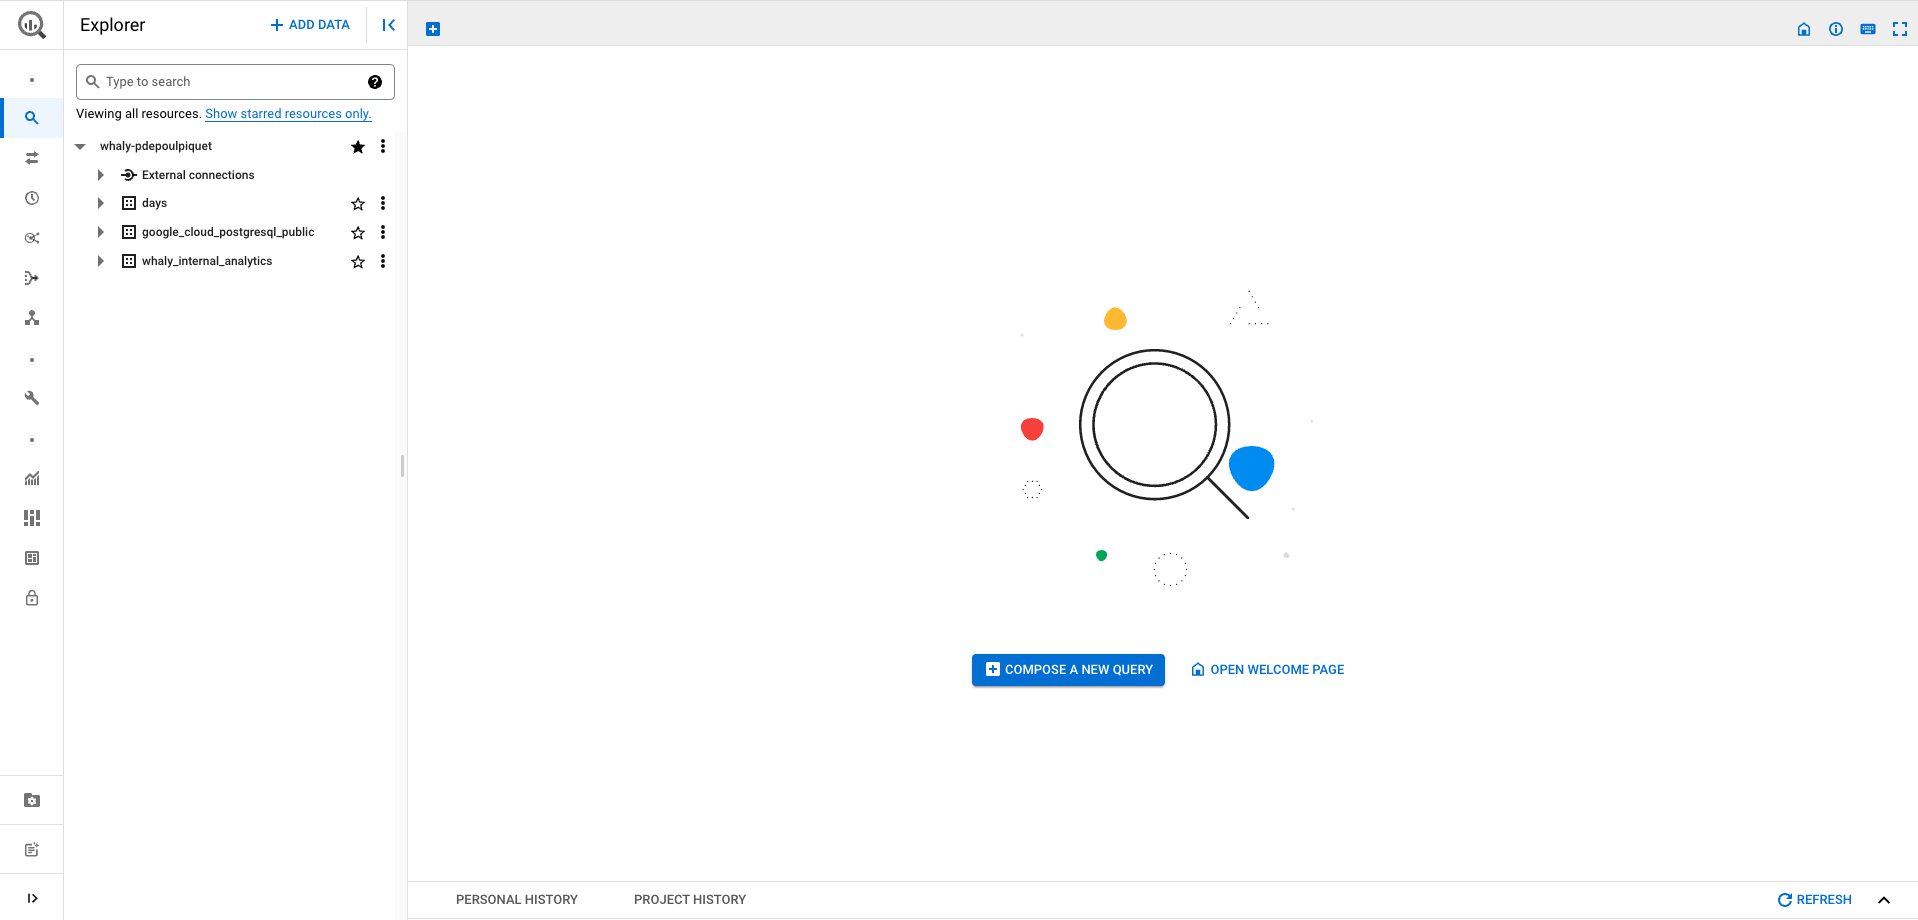 Explorer
ADD DATA
Type to search
Viewing all resources. Show starred resources only.
whaly-pdepoulpiquet
External connections
days
google_cloud_postgresql_public
whaly_internal_analytics
COMPOSE A NEW QUERY
OPEN WELCOME PAGE
PERSONAL HISTORY
PROJECT HISTORY
REFRESH